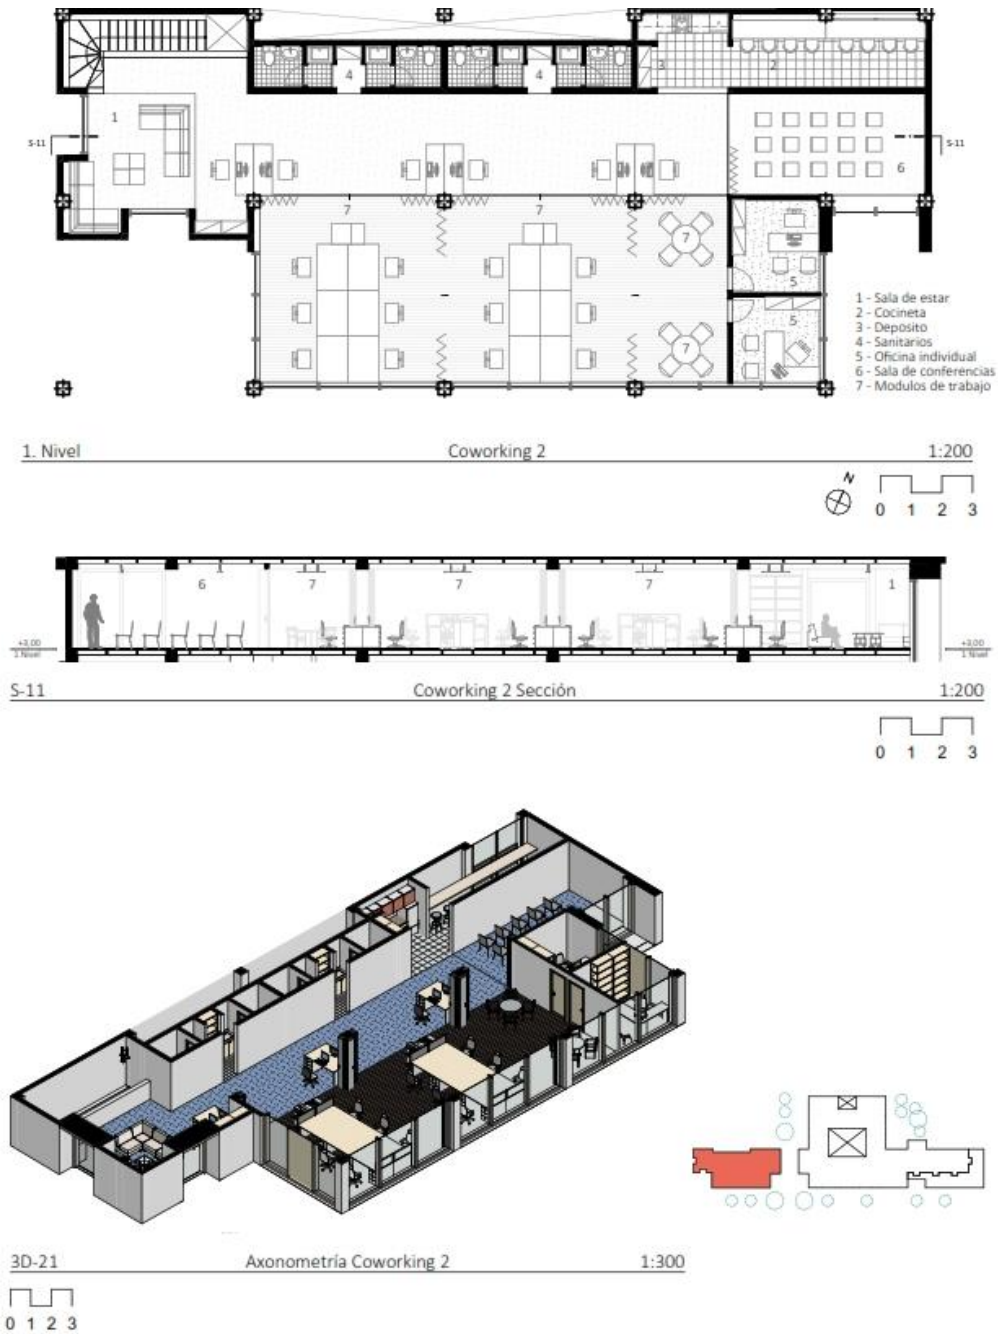 4
4
3
2
1
S-11
S-11
6
7
7
7
5
5
7
1 - Sala de estar
2 - Cocineta
3 - Deposito
4 - Sanitarios
5 - Oficina individual
6 - Sala de conferencias
7 - Modulos de trabajo
1. Nivel Coworking 2 1:200
N
0 1 2 3
6 7 7 7 1
+3,00
1 Nivel
+3,00
1 Nivel
S-11 Coworking 2 Sección 1:200
0 1 2 3
3D-21 Axonometría Coworking 2 1:300
0 1 2 3